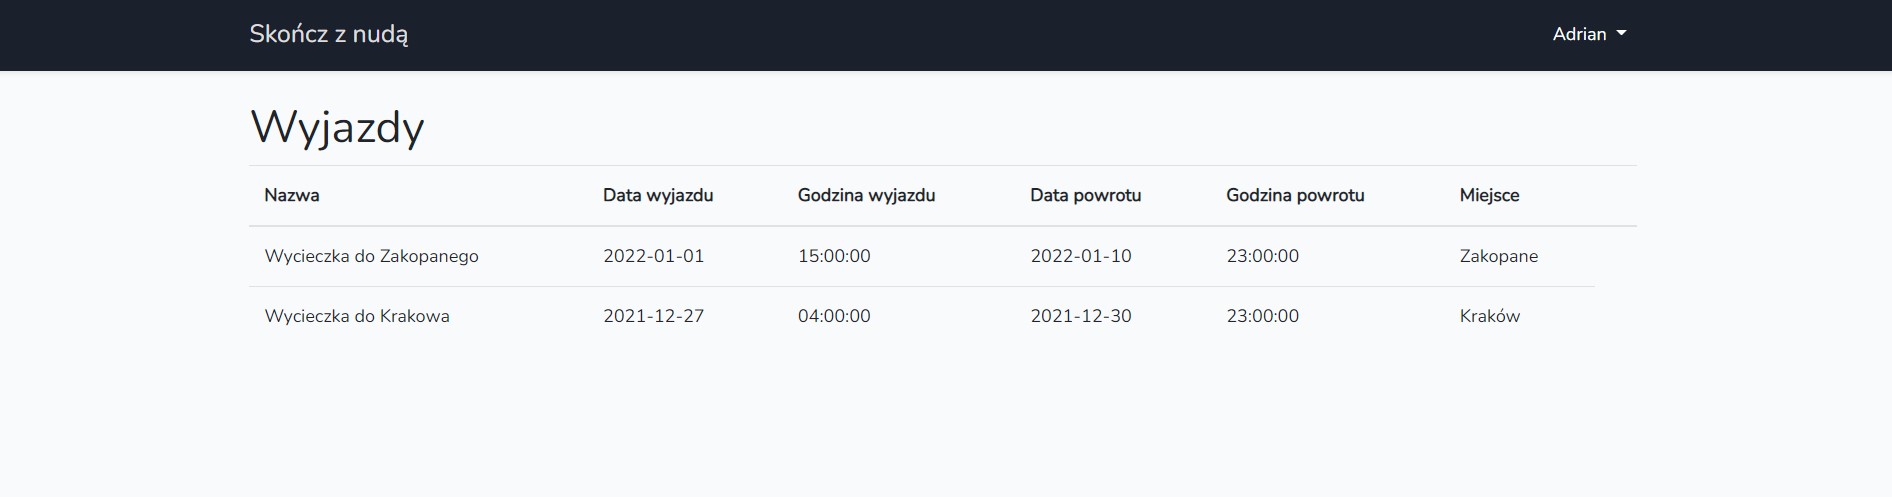 Skończ z nudą Adrian
Wyjazdy
Nazwa Data wyjazdu Godzina wyjazdu Data powrotu Godzina powrotu Miejsce
Wycieczka do Zakopanego 2022-01-01 15:00:00 2022-01-10 23:00:00 Zakopane
Wycieczka do Krakowa 2021-12-27 04:00:00 2021-12-30 23:00:00 Kraków